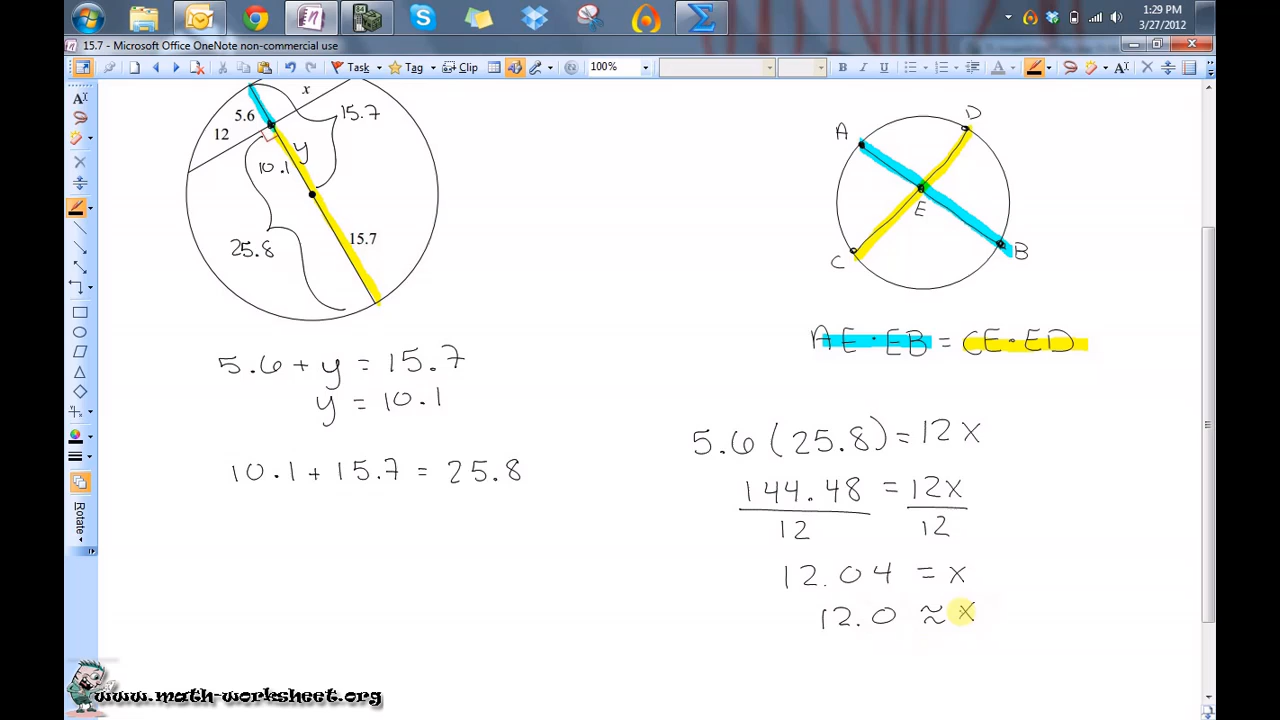 1:29 PM
3/27/2012
15.7 - Microsoft Office OneNote non-commercial use
Task Tag Clip 100% B I U A
x
5.6
15.7
12
y
10.1
25.8
15.7
A
D
E
C
B
AE · EB = CE · ED
5.6 + y = 15.7
y = 10.1
10.1 + 15.7 = 25.8
5.6 (25.8) = 12x
144.48 = 12x
12 12
12.04 = x
12.0 ≈ x
Rotate
www.math-worksheet.org